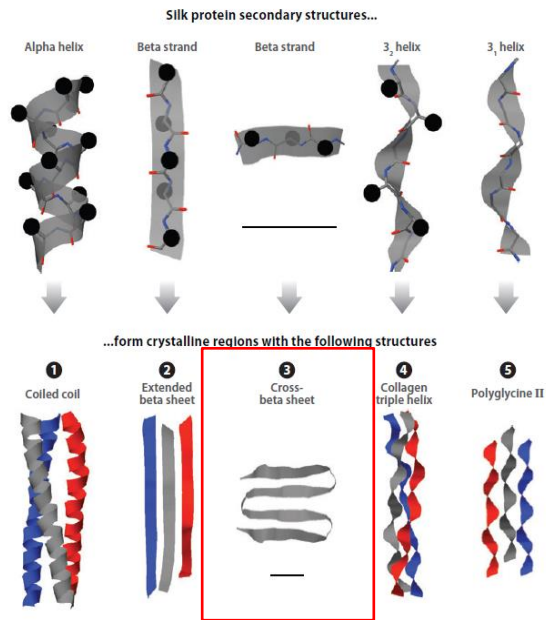 Silk protein secondary structures...
Alpha helix
Beta strand
Beta strand
3₂ helix
3₁ helix
...form crystalline regions with the following structures
1
Coiled coil
2
Extended
beta sheet
3
Cross-
beta sheet
4
Collagen
triple helix
5
Polyglycine II